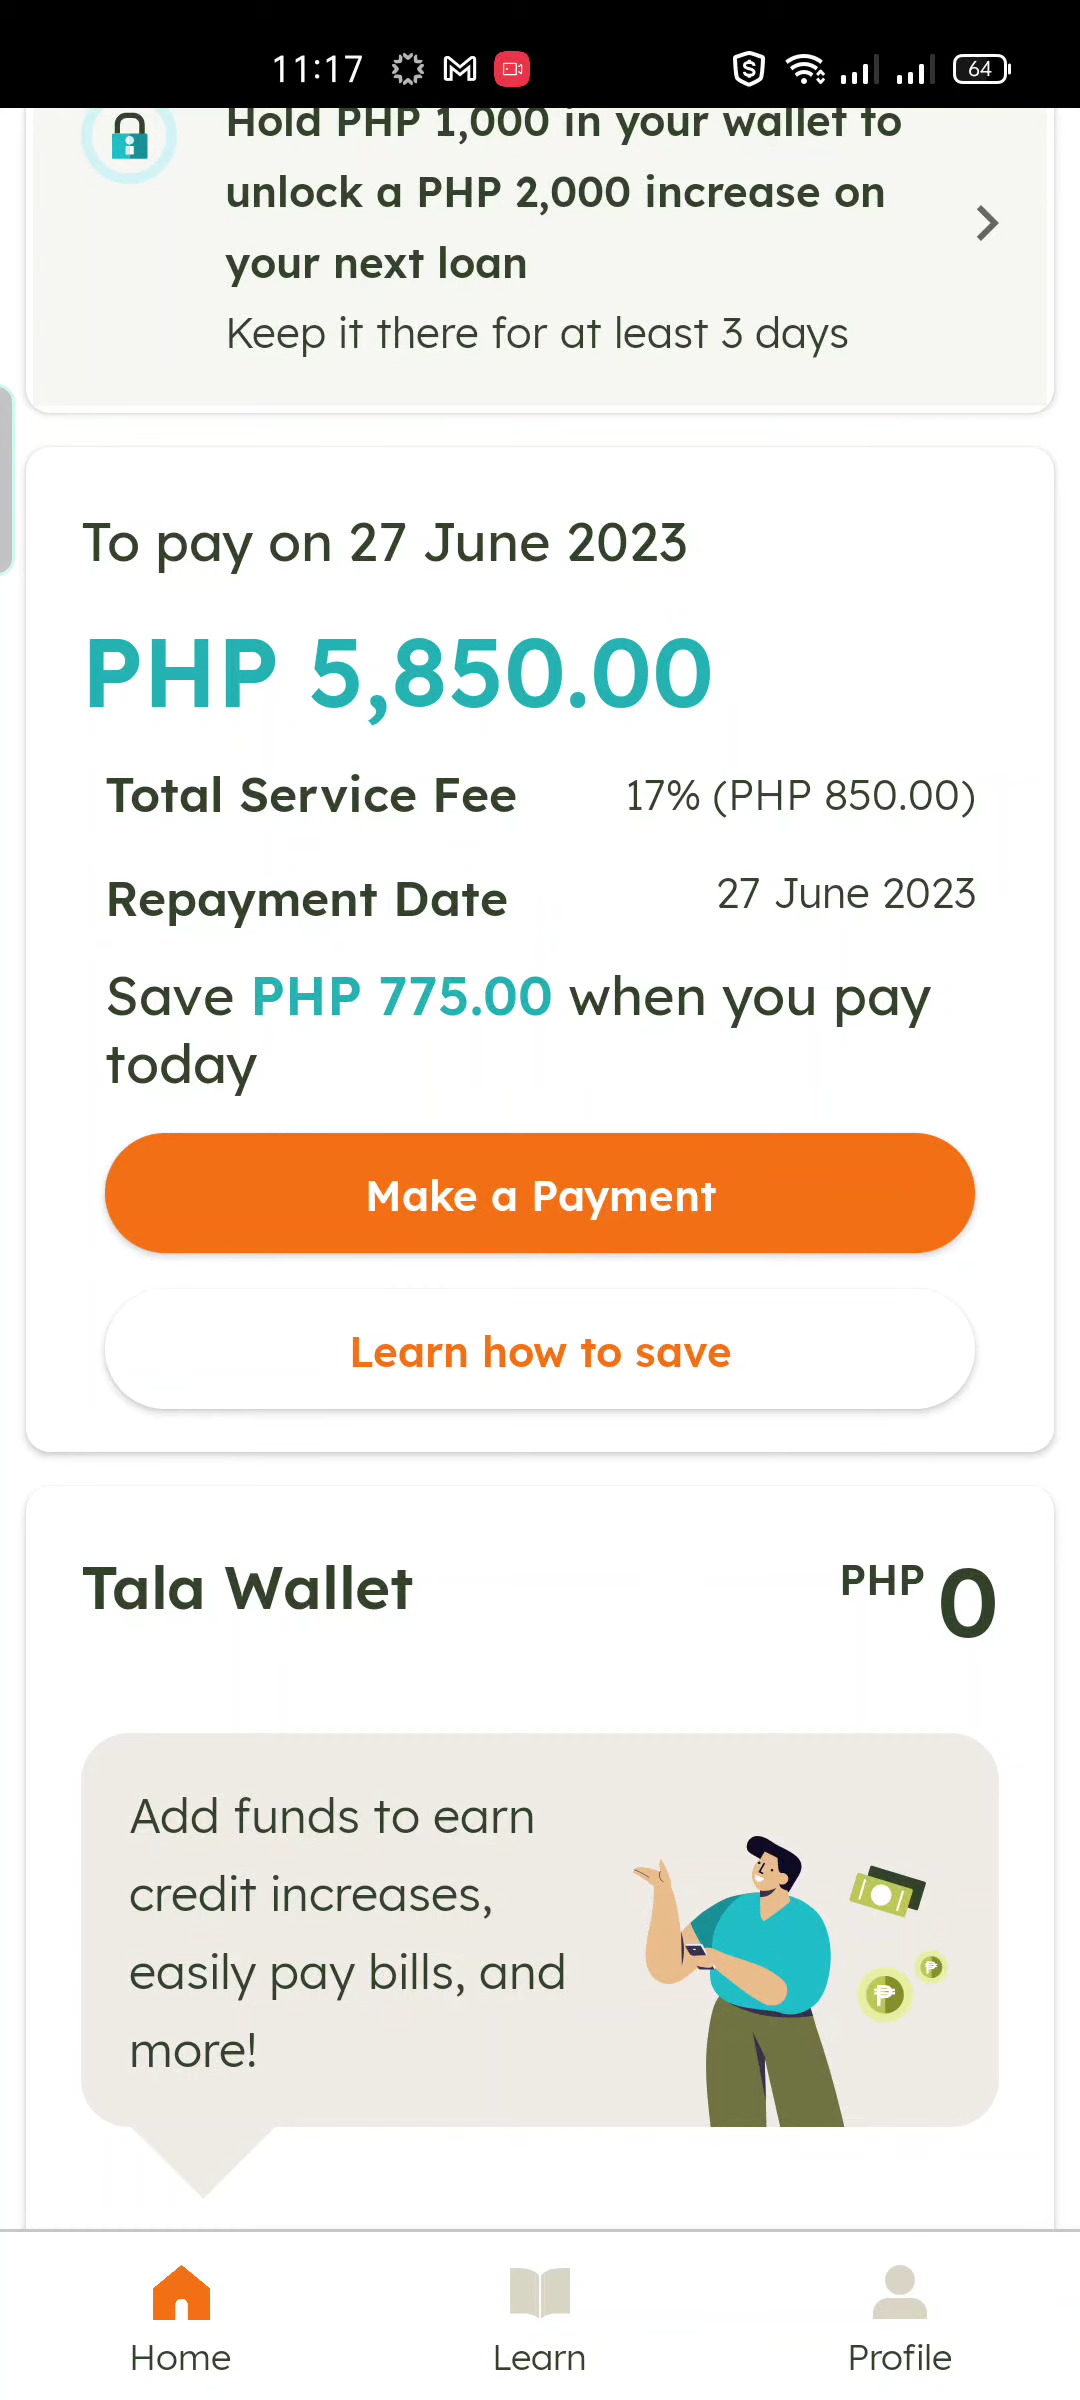 11:17
64
Hold PHP 1,000 in your wallet to
unlock a PHP 2,000 increase on
your next loan
Keep it there for at least 3 days
To pay on 27 June 2023
PHP 5,850.00
Total Service Fee 17% (PHP 850.00)
Repayment Date 27 June 2023
Save PHP 775.00 when you pay
today
Make a Payment
Learn how to save
Tala Wallet PHP 0
Add funds to earn
credit increases,
easily pay bills, and
more!
Home Learn Profile